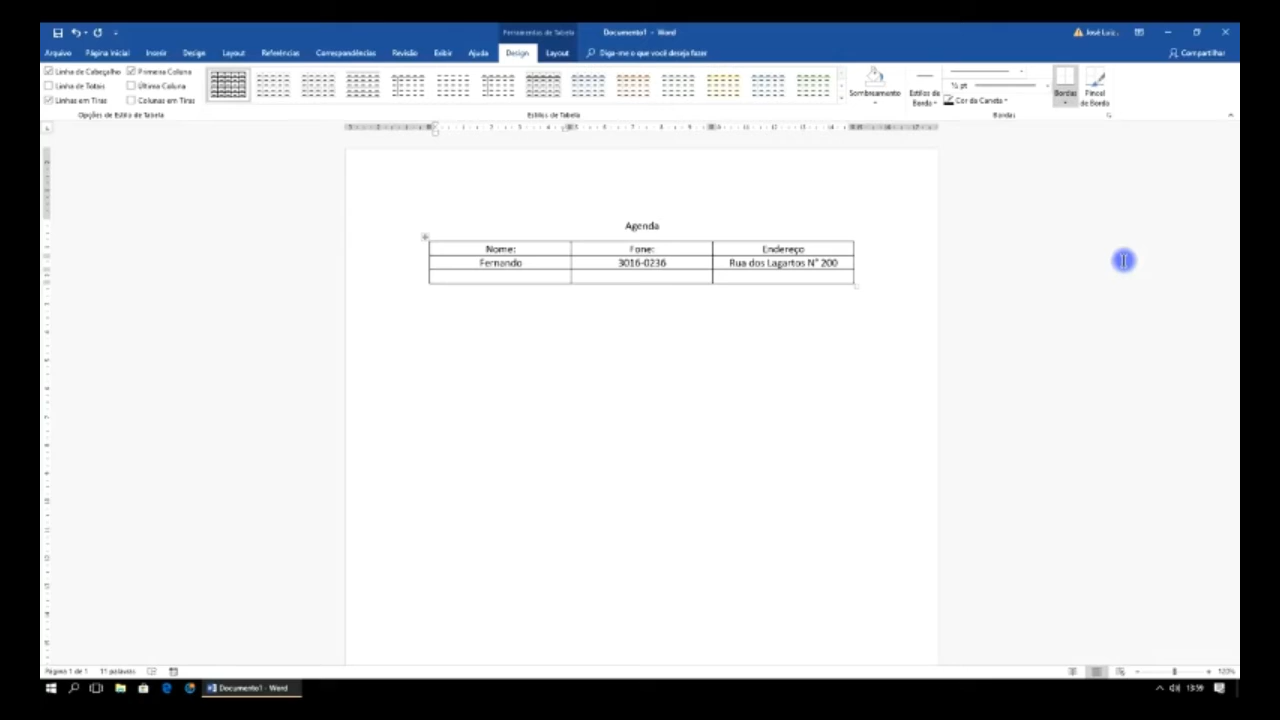 Ferramentas de Tabela
Documento1 - Word
José Luiz
Arquivo Página Inicial Inserir Design Layout Referências Correspondências Revisão Exibir Ajuda Design Layout Diga-me o que você deseja fazer
Compartilhar
Linha de Cabeçalho Primeira Coluna
Linha de Totais Última Coluna
Linhas em Tiras Colunas em Tiras
Opções de Estilo de Tabela
Estilos de Tabela
Sombreamento
Estilos de Borda
½ pt
Cor da Caneta
Bordas
Pincel de Borda
Bordas
Agenda
Nome: Fone: Endereço
Fernando 3016-0236 Rua dos Lagartos N° 200
Página 1 de 1 11 palavras
120%
Documento1 - Word
13:59